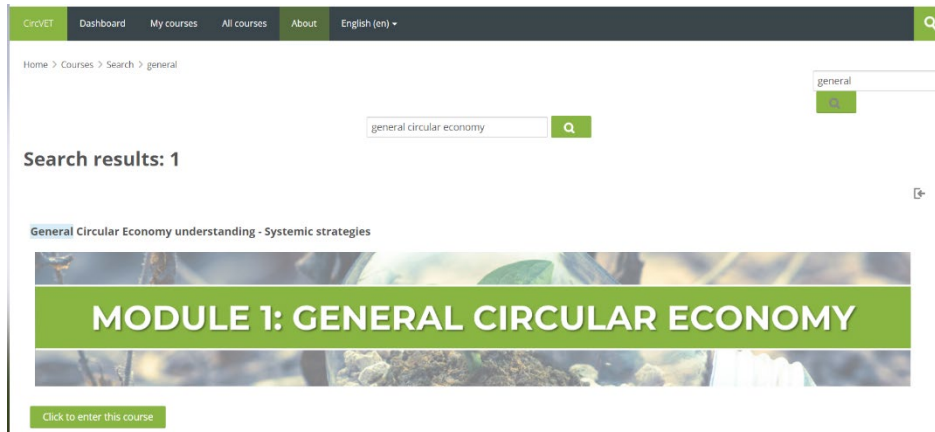 CircVET Dashboard My courses All courses About English (en)
Home > Courses > Search > general
general
general circular economy
Search results: 1
General Circular Economy understanding - Systemic strategies
MODULE 1: GENERAL CIRCULAR ECONOMY
Click to enter this course